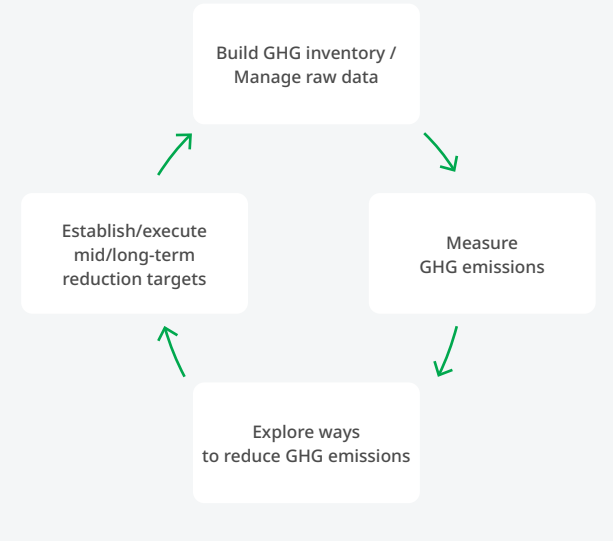 Build GHG inventory /
Manage raw data
Establish/execute
mid/long-term
reduction targets
Measure
GHG emissions
Explore ways
to reduce GHG emissions